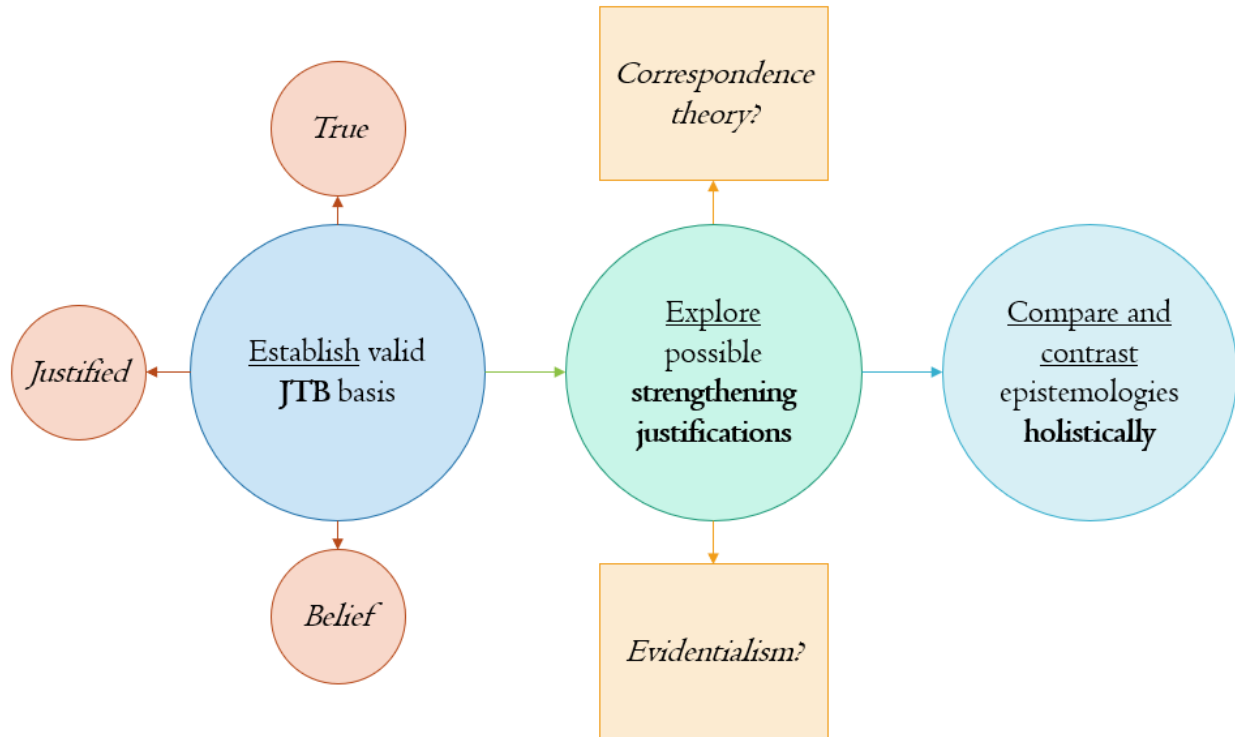 True
Justified
Establish valid
JTB basis
Belief
Correspondence
theory?
Explore
possible
strengthening
justifications
Evidentialism?
Compare and
contrast
epistemologies
holistically